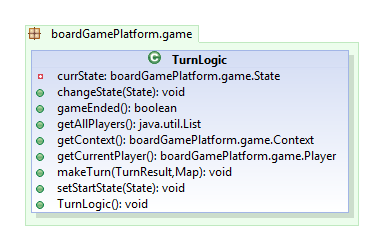 boardGamePlatform.game
C TurnLogic
currState: boardGamePlatform.game.State
changeState(State): void
gameEnded(): boolean
getAllPlayers(): java.util.List
getContext(): boardGamePlatform.game.Context
getCurrentPlayer(): boardGamePlatform.game.Player
makeTurn(TurnResult,Map): void
setStartState(State): void
TurnLogic(): void